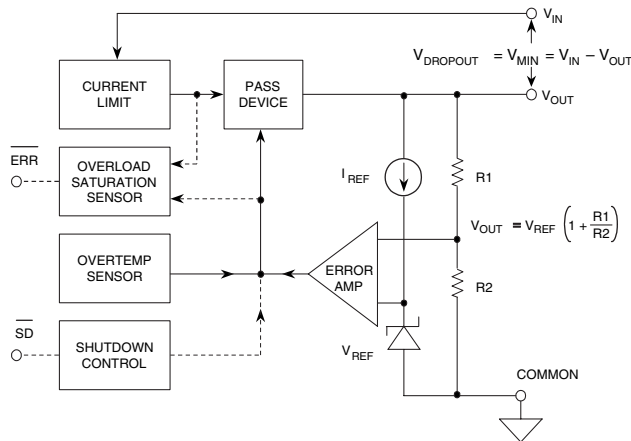 V_IN
V_DROPOUT = V_MIN = V_IN – V_OUT
V_OUT
CURRENT
LIMIT
PASS
DEVICE
ERR
OVERLOAD
SATURATION
SENSOR
I_REF
R1
V_OUT = V_REF (1 + R1/R2)
OVERTEMP
SENSOR
ERROR
AMP
R2
SD
SHUTDOWN
CONTROL
V_REF
COMMON